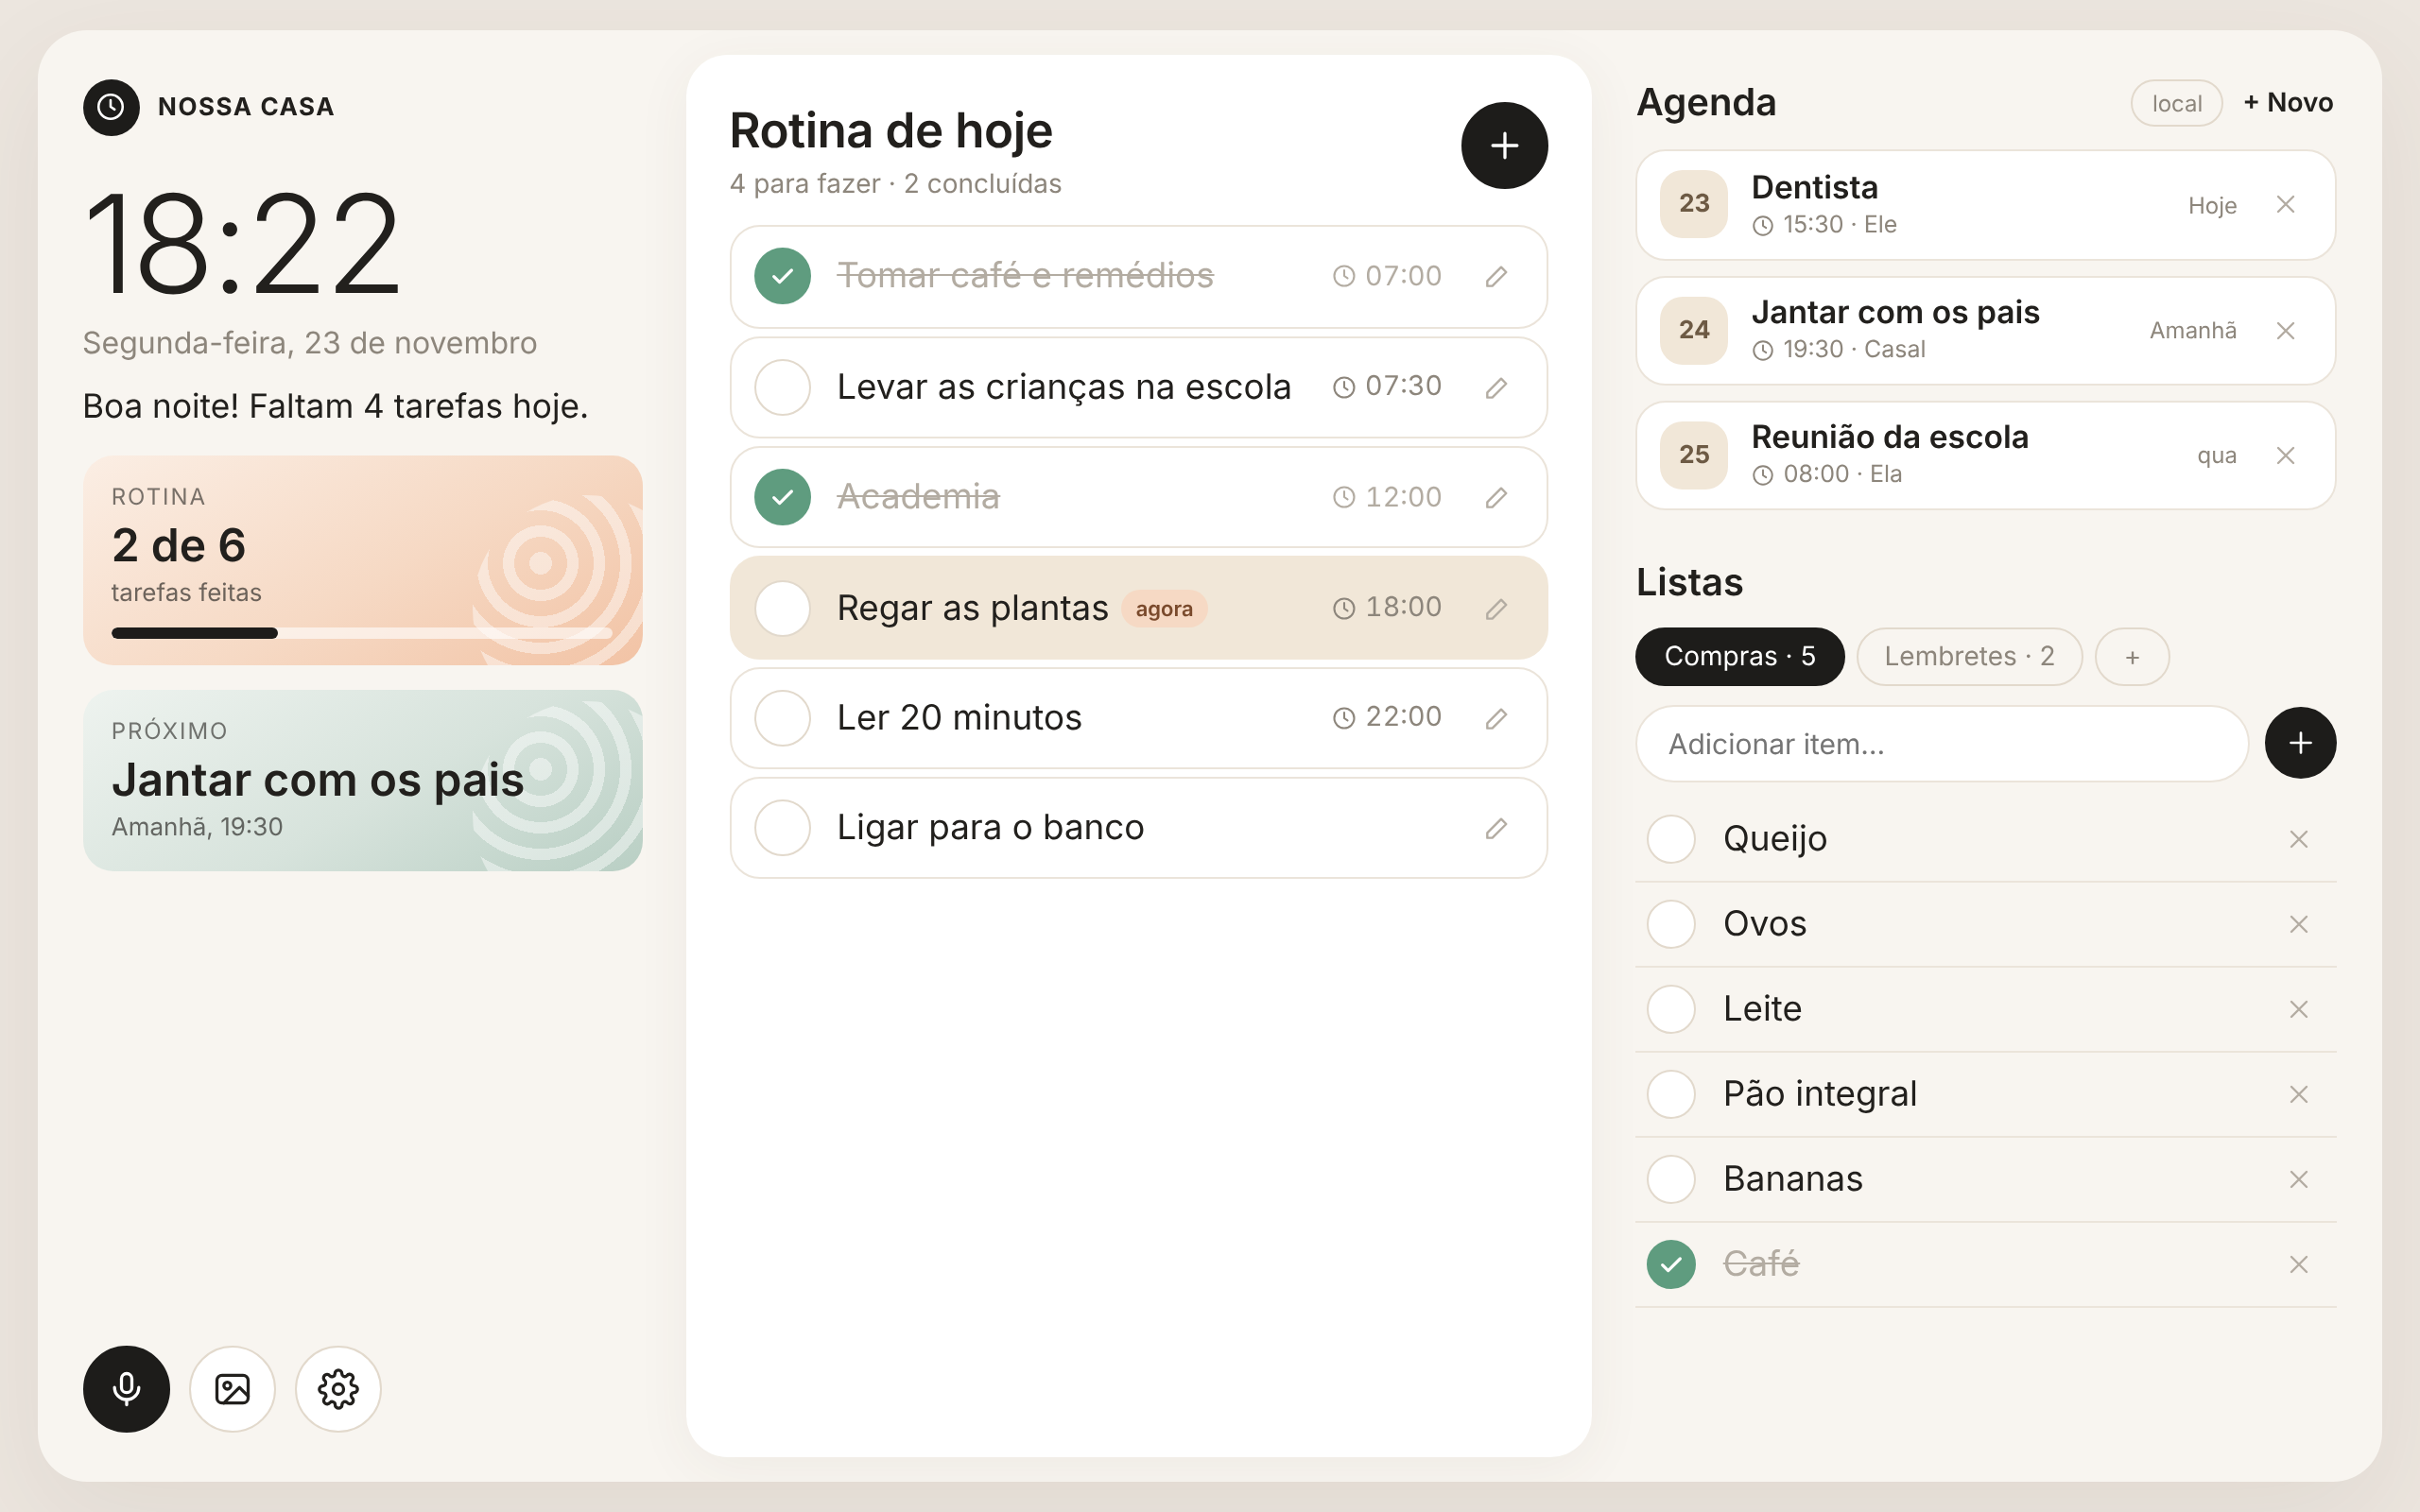 NOSSA CASA
18:22
Segunda-feira, 23 de novembro
Boa noite! Faltam 4 tarefas hoje.
ROTINA
2 de 6
tarefas feitas
PRÓXIMO
Jantar com os pais
Amanhã, 19:30
Rotina de hoje
4 para fazer · 2 concluídas
Tomar café e remédios 07:00
Levar as crianças na escola 07:30
Academia 12:00
Regar as plantas agora 18:00
Ler 20 minutos 22:00
Ligar para o banco
Agenda local + Novo
23 Dentista Hoje
15:30 · Ele
24 Jantar com os pais Amanhã
19:30 · Casal
25 Reunião da escola qua
08:00 · Ela
Listas
Compras · 5 Lembretes · 2 +
Adicionar item...
Queijo
Ovos
Leite
Pão integral
Bananas
Café